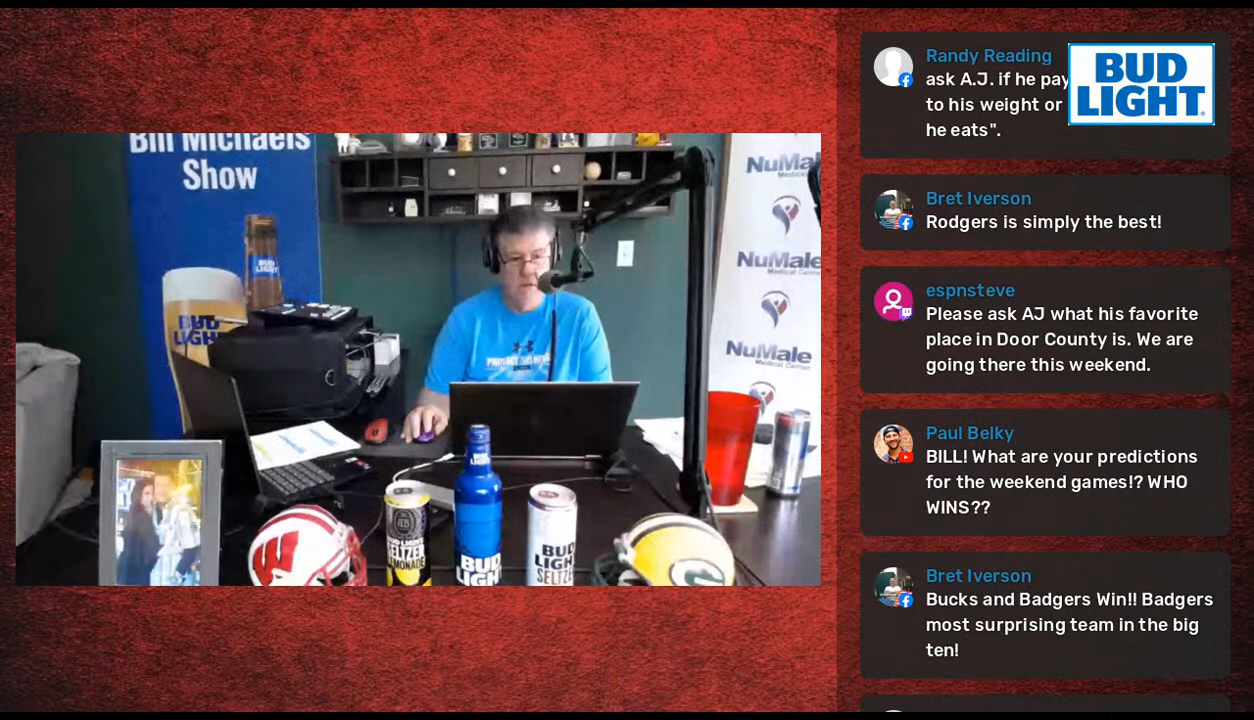 Bill Michaels
Show
BUD
LIGHT
BUD
LIGHT
NuMale
Medical
NuMale
Medical Center
NuMale
Medical Center
BUD LIGHT
SELTZER
LEMONADE
BUD
LIGHT
BUD
LIGHT
SELTZE
W
G
Randy Reading
ask A.J. if he pay
to his weight or
he eats".
BUD
LIGHT
Bret Iverson
Rodgers is simply the best!
espnsteve
Please ask AJ what his favorite
place in Door County is. We are
going there this weekend.
Paul Belky
BILL! What are your predictions
for the weekend games!? WHO
WINS??
Bret Iverson
Bucks and Badgers Win!! Badgers
most surprising team in the big
ten!